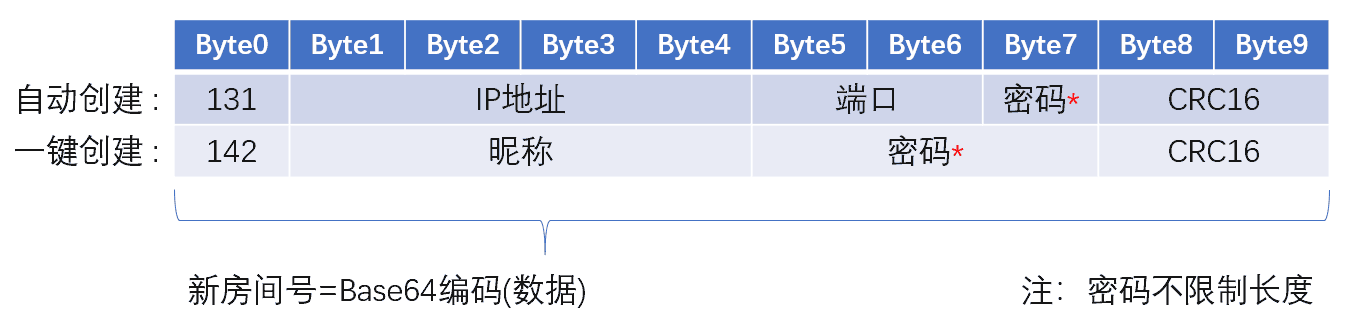 Byte0 Byte1 Byte2 Byte3 Byte4 Byte5 Byte6 Byte7 Byte8 Byte9
自动创建： 131 IP地址 端口 密码* CRC16
一键创建： 142 昵称 密码* CRC16
新房间号=Base64编码(数据) 注：密码不限制长度